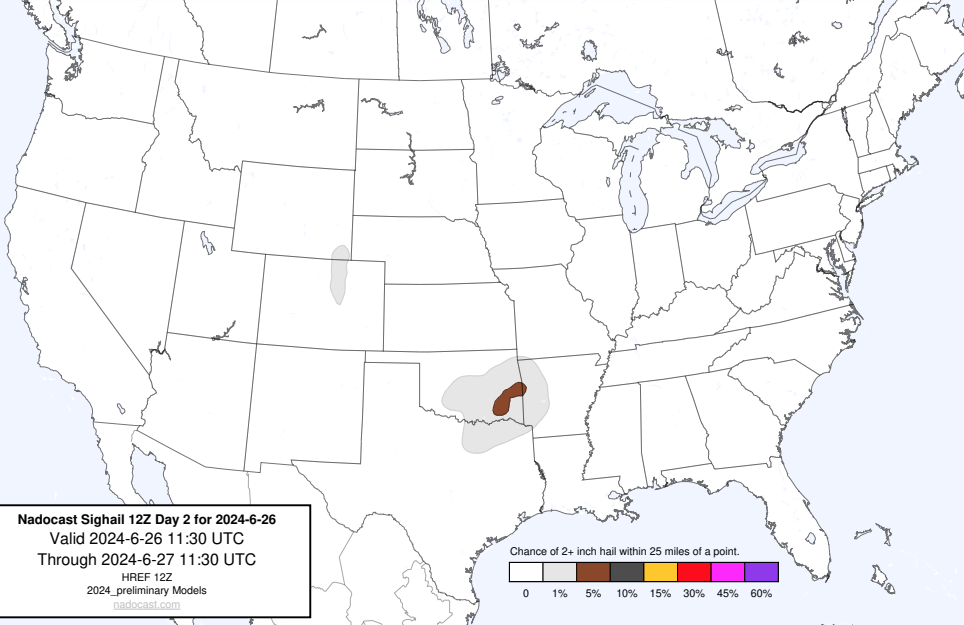 Nadocast Sighail 12Z Day 2 for 2024-6-26
Valid 2024-6-26 11:30 UTC
Through 2024-6-27 11:30 UTC
HREF 12Z
2024_preliminary Models
nadocast.com
Chance of 2+ inch hail within 25 miles of a point.
0 1% 5% 10% 15% 30% 45% 60%